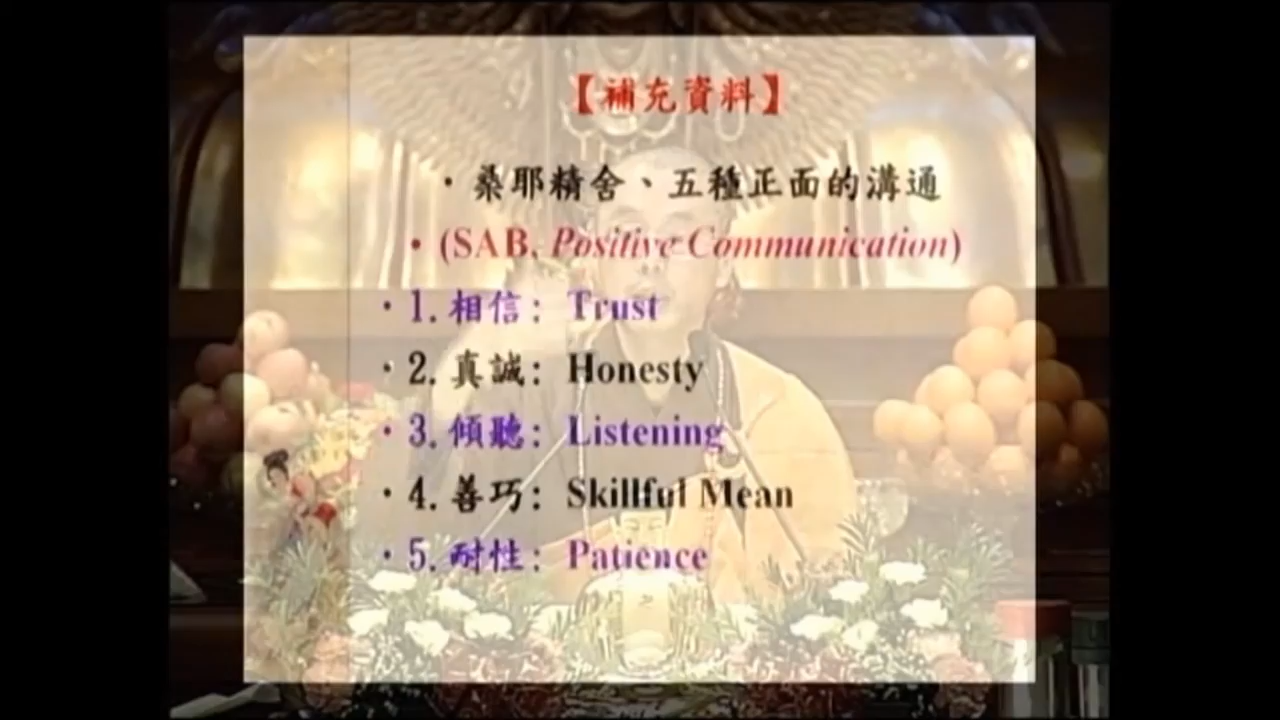 【補充資料】
• 桑耶精舍、五種正面的溝通
• (SAB, Positive Communication)
• 1. 相信: Trust
• 2. 真誠: Honesty
• 3. 傾聽: Listening
• 4. 善巧: Skillful Mean
• 5. 耐性: Patience